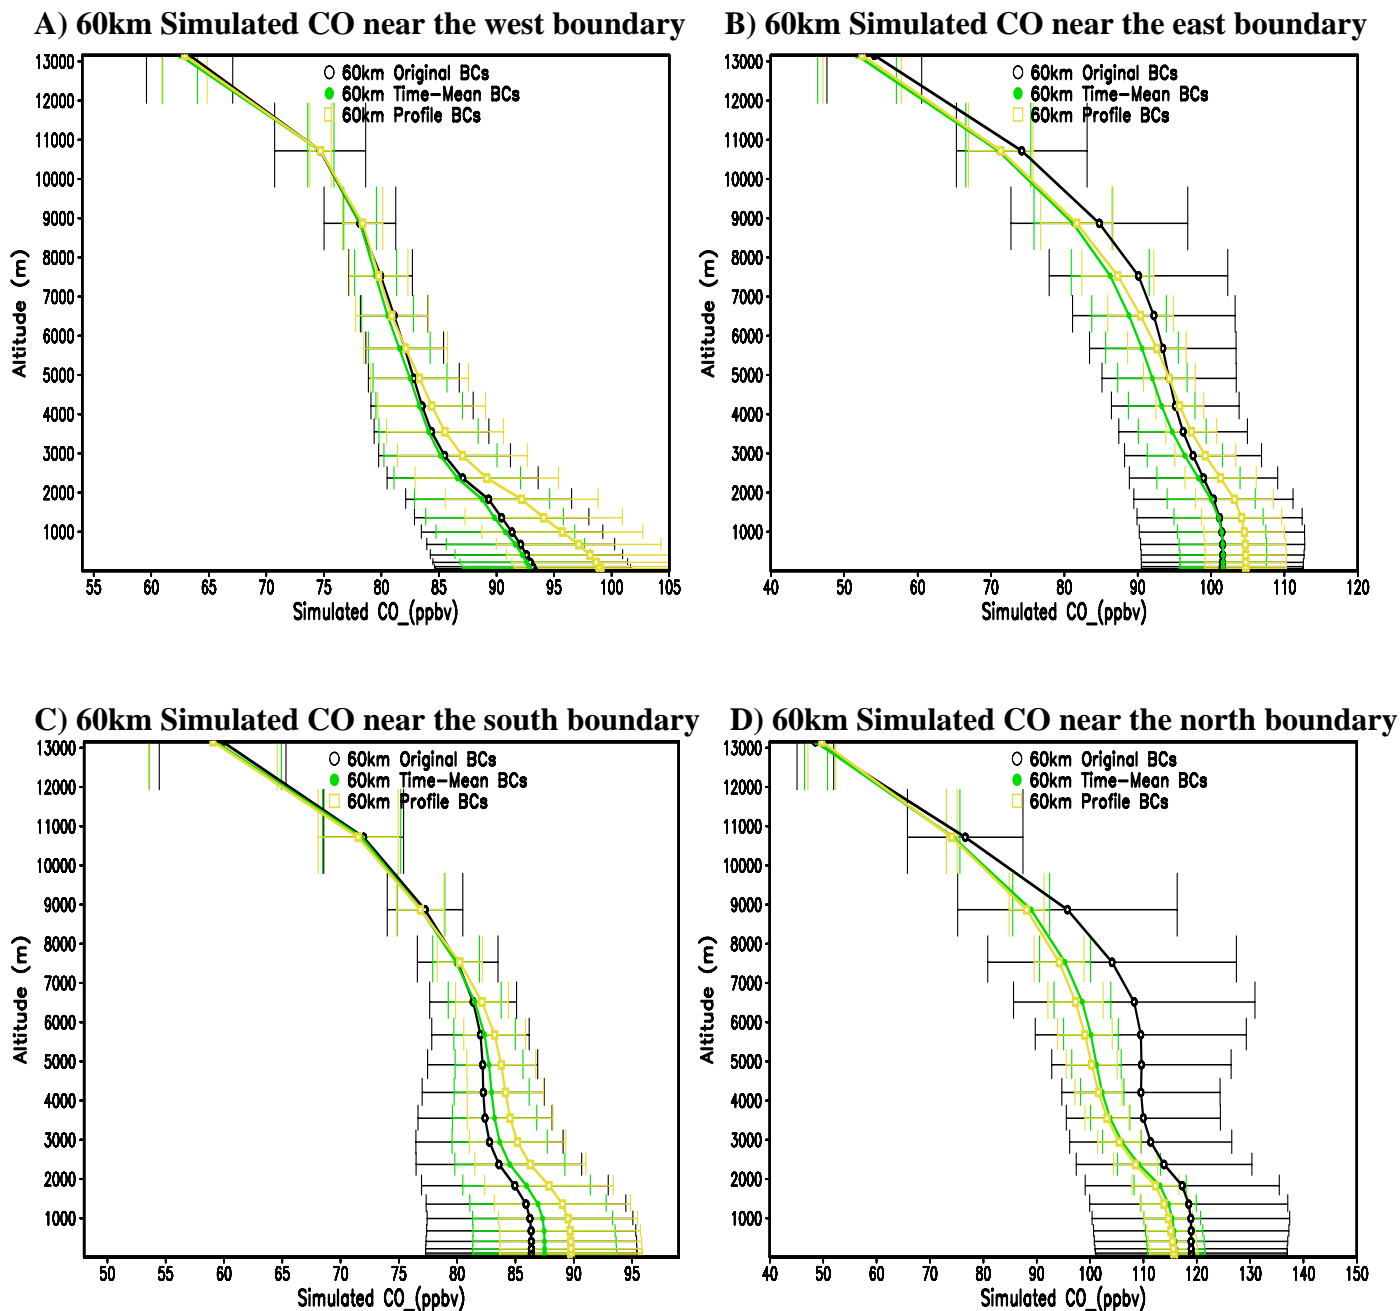 A) 60km Simulated CO near the west boundary
13000
12000
11000
10000
9000
8000
7000
6000
5000
4000
3000
2000
1000
Altitude (m)
60km Original BCs
60km Time-Mean BCs
60km Profile BCs
55 60 65 70 75 80 85 90 95 100 105
Simulated CO_(ppbv)
B) 60km Simulated CO near the east boundary
13000
12000
11000
10000
9000
8000
7000
6000
5000
4000
3000
2000
1000
Altitude (m)
60km Original BCs
60km Time-Mean BCs
60km Profile BCs
40 50 60 70 80 90 100 110 120
Simulated CO_(ppbv)
C) 60km Simulated CO near the south boundary
13000
12000
11000
10000
9000
8000
7000
6000
5000
4000
3000
2000
1000
Altitude (m)
60km Original BCs
60km Time-Mean BCs
60km Profile BCs
50 55 60 65 70 75 80 85 90 95
Simulated CO_(ppbv)
D) 60km Simulated CO near the north boundary
13000
12000
11000
10000
9000
8000
7000
6000
5000
4000
3000
2000
1000
Altitude (m)
60km Original BCs
60km Time-Mean BCs
60km Profile BCs
40 50 60 70 80 90 100 110 120 130 140 150
Simulated CO_(ppbv)